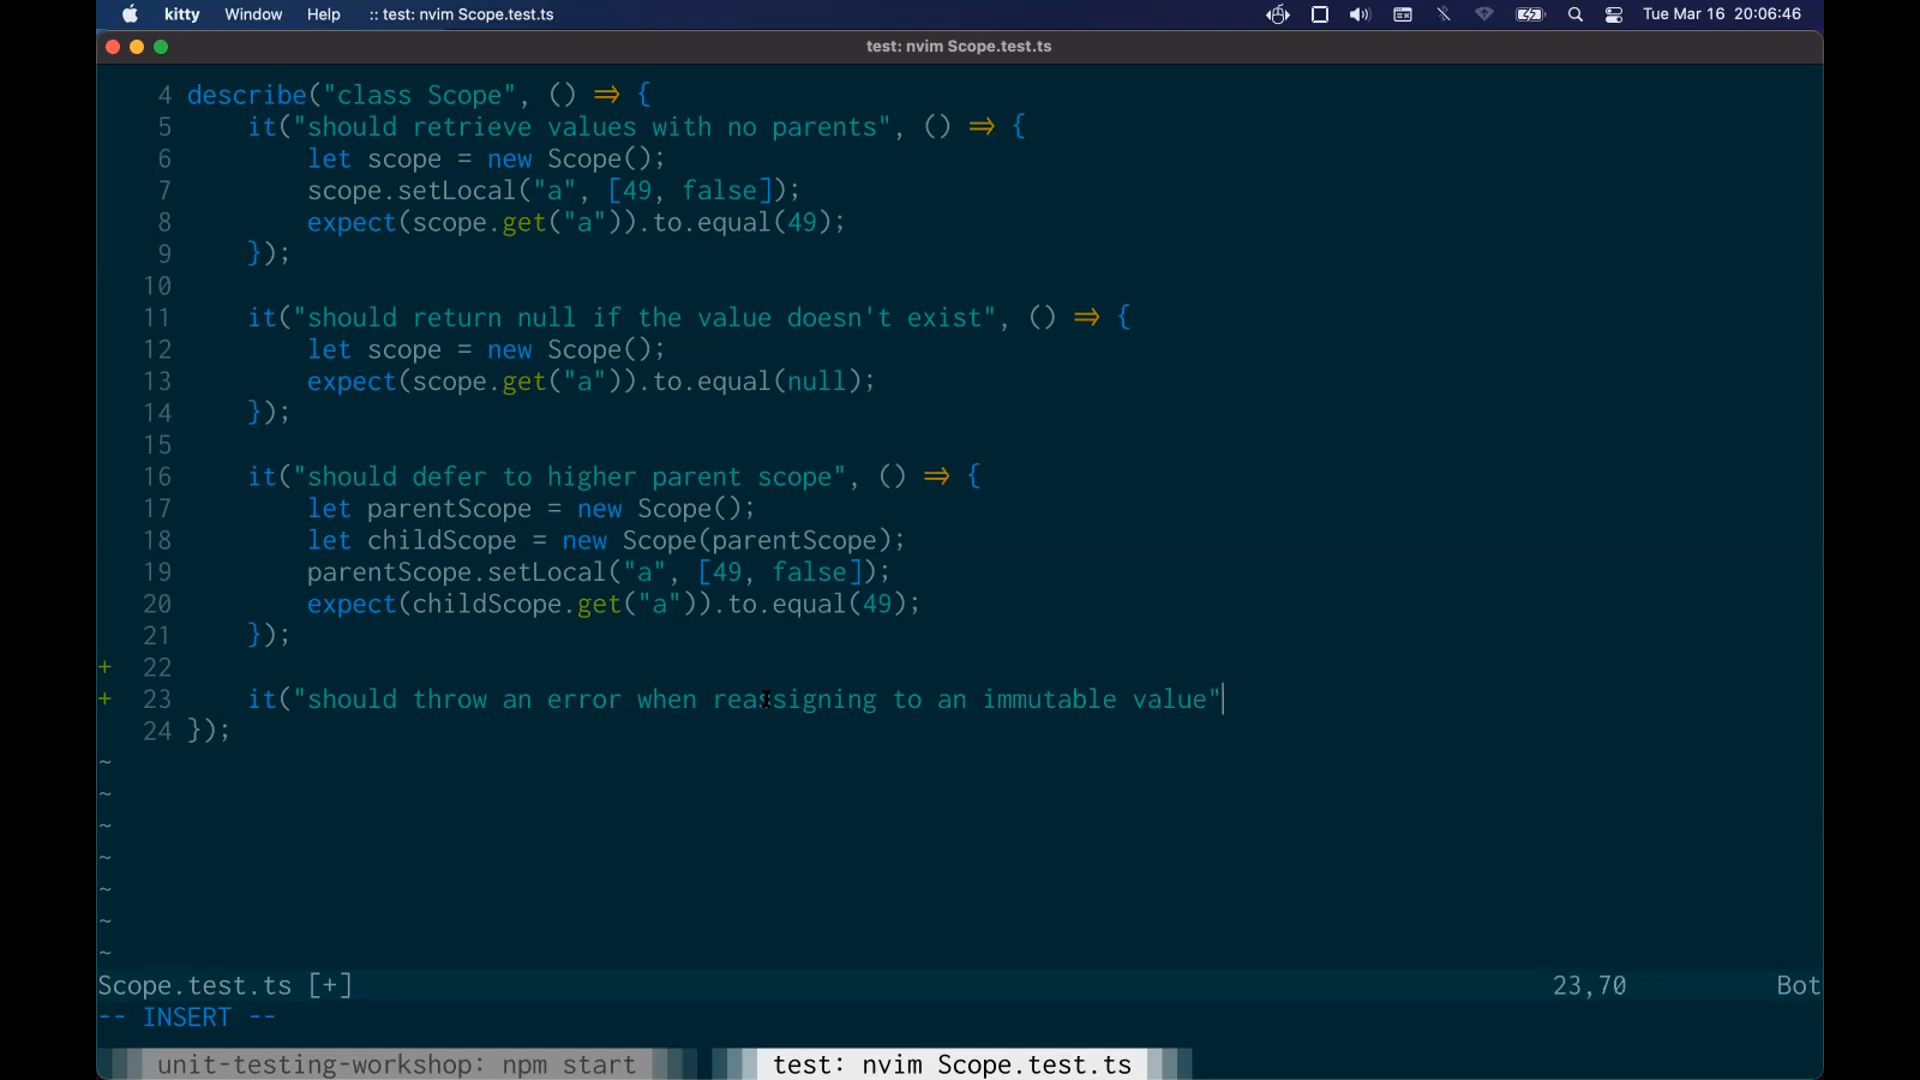 kitty Window Help :: test: nvim Scope.test.ts Tue Mar 16 20:06:46
test: nvim Scope.test.ts
4 describe("class Scope", () => {
5 it("should retrieve values with no parents", () => {
6 let scope = new Scope();
7 scope.setLocal("a", [49, false]);
8 expect(scope.get("a")).to.equal(49);
9 });
10
11 it("should return null if the value doesn't exist", () => {
12 let scope = new Scope();
13 expect(scope.get("a")).to.equal(null);
14 });
15
16 it("should defer to higher parent scope", () => {
17 let parentScope = new Scope();
18 let childScope = new Scope(parentScope);
19 parentScope.setLocal("a", [49, false]);
20 expect(childScope.get("a")).to.equal(49);
21 });
+ 22
+ 23 it("should throw an error when reassigning to an immutable value"
24 });
~
~
~
~
~
~
~
Scope.test.ts [+] 23,70 Bot
-- INSERT --
unit-testing-workshop: npm start test: nvim Scope.test.ts